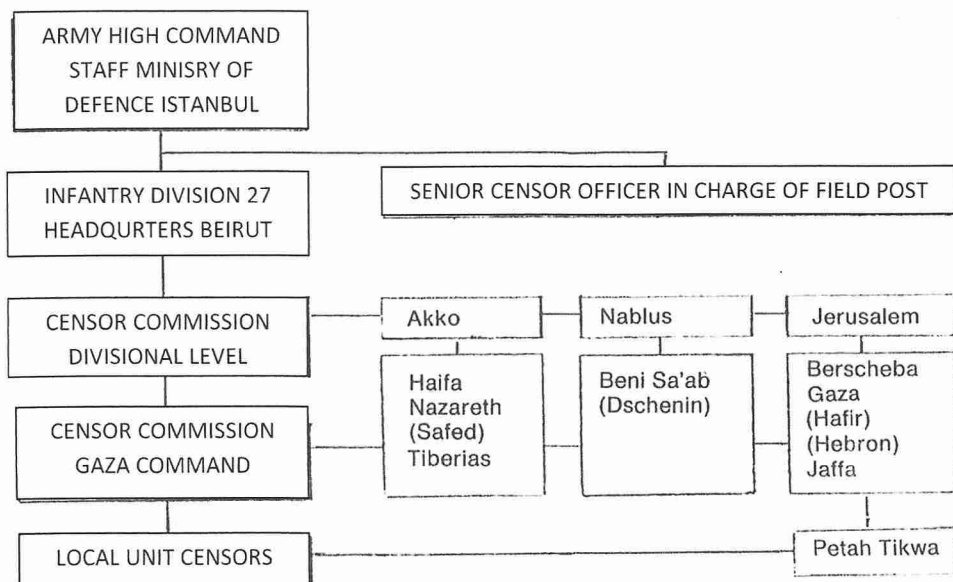 ARMY HIGH COMMAND
STAFF MINISRY OF
DEFENCE ISTANBUL
INFANTRY DIVISION 27
HEADQURTERS BEIRUT
SENIOR CENSOR OFFICER IN CHARGE OF FIELD POST
CENSOR COMMISSION
DIVISIONAL LEVEL
Akko
Nablus
Jerusalem
CENSOR COMMISSION
GAZA COMMAND
Haifa
Nazareth
(Safed)
Tiberias
Beni Sa'ab
(Dschenin)
Berscheba
Gaza
(Hafir)
(Hebron)
Jaffa
LOCAL UNIT CENSORS
Petah Tikwa